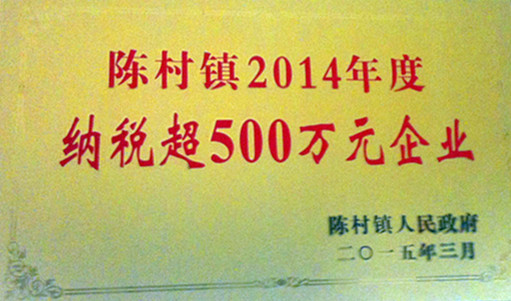 陈村镇2014年度
纳税超500万元企业
陈村镇人民政府
二〇一五年三月